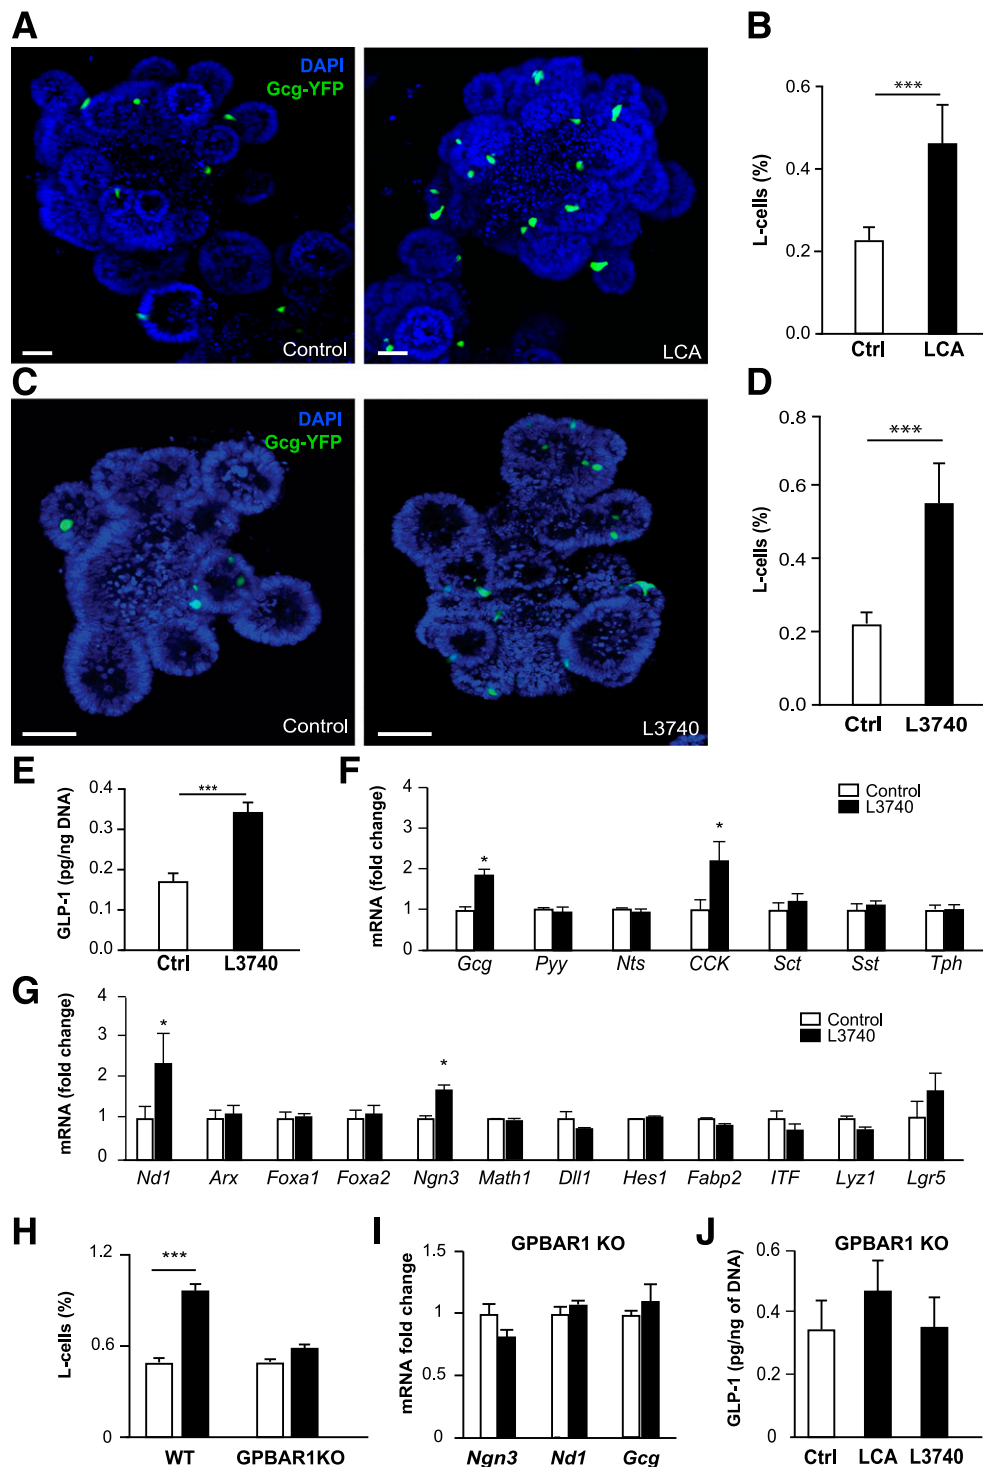 A
DAPI
Gcg-YFP
Control
LCA
B
***
L-cells (%)
0.6
0.4
0.2
0.0
Ctrl LCA
C
DAPI
Gcg-YFP
Control
L3740
D
***
L-cells (%)
0.8
0.6
0.4
0.2
0.0
Ctrl L3740
E
***
GLP-1 (pg/ng DNA)
0.4
0.3
0.2
0.1
0.0
Ctrl L3740
F
mRNA (fold change)
4
3
2
1
0
* *
Control
L3740
Gcg Pyy Nts CCK Sct Sst Tph
G
mRNA (fold change)
4
3
2
1
0
* *
Control
L3740
Nd1 Arx Foxa1 Foxa2 Ngn3 Math1 Dll1 Hes1 Fabp2 ITF Lyz1 Lgr5
H
***
L-cells (%)
1.2
0.6
0
WT GPBAR1KO
I
GPBAR1 KO
mRNA fold change
1.5
1
0.5
0
Ngn3 Nd1 Gcg
J
GPBAR1 KO
GLP-1 (pg/ng of DNA)
0.6
0.4
0.2
0
Ctrl LCA L3740